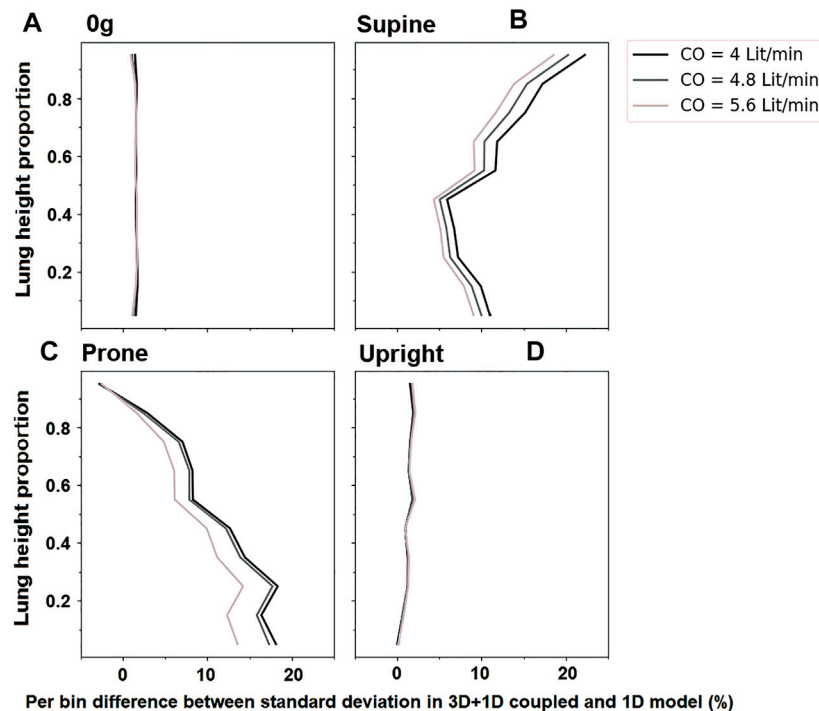 A 0g
Supine B
CO = 4 Lit/min
CO = 4.8 Lit/min
CO = 5.6 Lit/min
Lung height proportion
0.8
0.6
0.4
0.2
C Prone
Upright D
Lung height proportion
0.8
0.6
0.4
0.2
0 10 20
0 10 20
Per bin difference between standard deviation in 3D+1D coupled and 1D model (%)